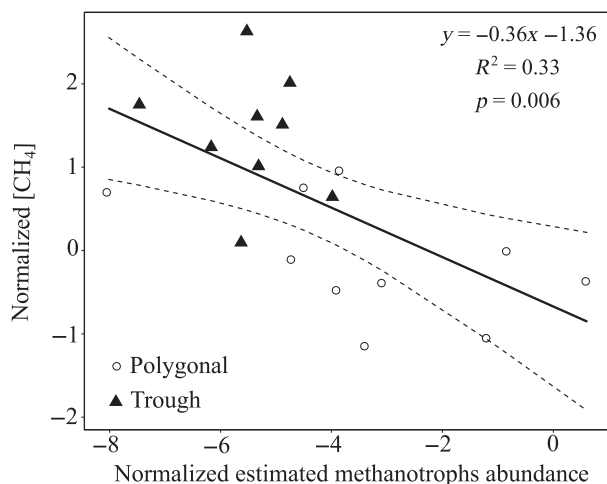 y = −0.36x −1.36
R² = 0.33
p = 0.006
2
1
0
−1
−2
Normalized [CH₄]
Polygonal
Trough
−8 −6 −4 −2 0
Normalized estimated methanotrophs abundance